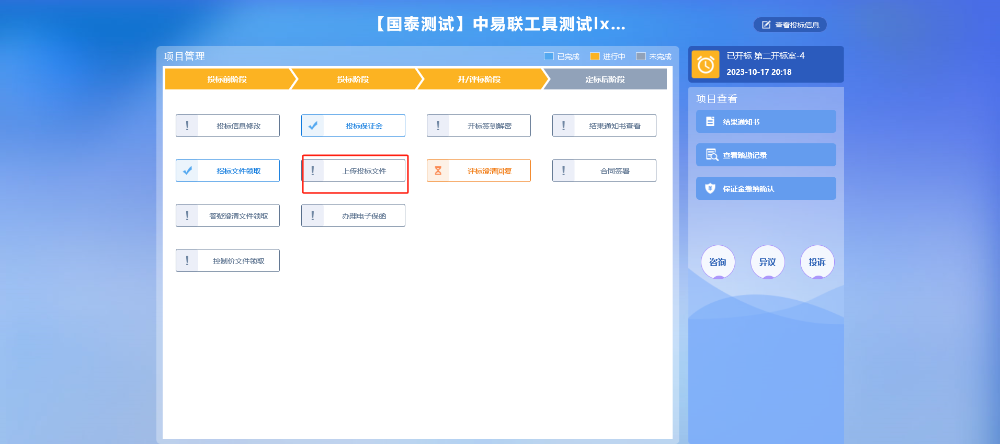 【国泰测试】中易联工具测试lx...
查看投标信息
项目管理
已完成 进行中 未完成
投标前阶段 投标阶段 开/评标阶段 定标后阶段
投标信息修改 投标保证金 开标签到解密 结果通知书查看
招标文件领取 上传投标文件 评标澄清回复 合同签署
答疑澄清文件领取 办理电子保函
控制价文件领取
已开标 第二开标室-4
2023-10-17 20:18
项目查看
结果通知书
查看踏勘记录
保证金缴纳确认
咨询 异议 投诉